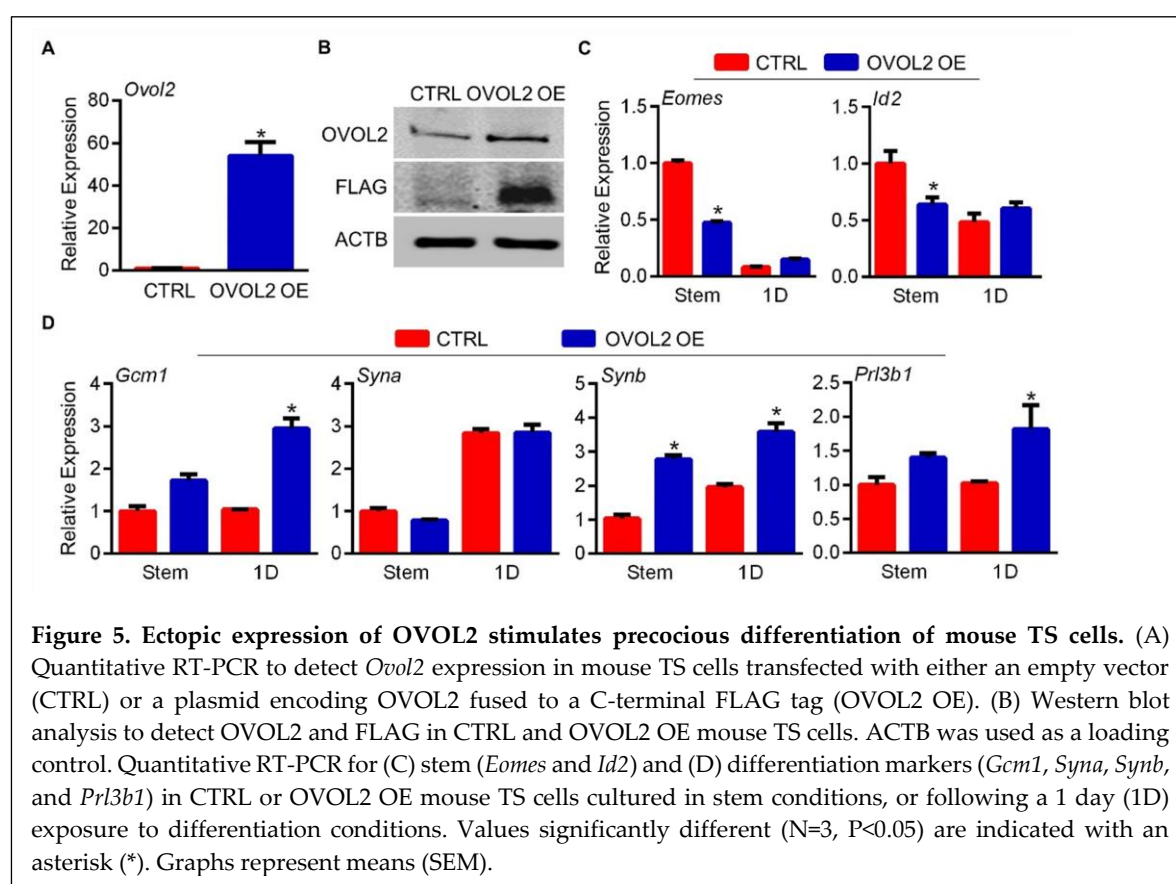 A
Ovol2
Relative Expression
80
60
40
20
0
*
CTRL OVOL2 OE
B
CTRL OVOL2 OE
OVOL2
FLAG
ACTB
C
CTRL OVOL2 OE
Eomes
Relative Expression
1.5
1.0
0.5
0.0
*
Stem 1D
Id2
1.5
1.0
0.5
0.0
*
Stem 1D
D
CTRL OVOL2 OE
Gcm1
Relative Expression
4
3
2
1
0
*
Stem 1D
Syna
4
3
2
1
0
Stem 1D
Synb
5
4
3
2
1
0
* *
Stem 1D
Prl3b1
2.5
2.0
1.5
1.0
0.5
0.0
*
Stem 1D
Figure 5. Ectopic expression of OVOL2 stimulates precocious differentiation of mouse TS cells. (A)
Quantitative RT-PCR to detect Ovol2 expression in mouse TS cells transfected with either an empty vector
(CTRL) or a plasmid encoding OVOL2 fused to a C-terminal FLAG tag (OVOL2 OE). (B) Western blot
analysis to detect OVOL2 and FLAG in CTRL and OVOL2 OE mouse TS cells. ACTB was used as a loading
control. Quantitative RT-PCR for (C) stem (Eomes and Id2) and (D) differentiation markers (Gcm1, Syna, Synb,
and Prl3b1) in CTRL or OVOL2 OE mouse TS cells cultured in stem conditions, or following a 1 day (1D)
exposure to differentiation conditions. Values significantly different (N=3, P<0.05) are indicated with an
asterisk (*). Graphs represent means (SEM).